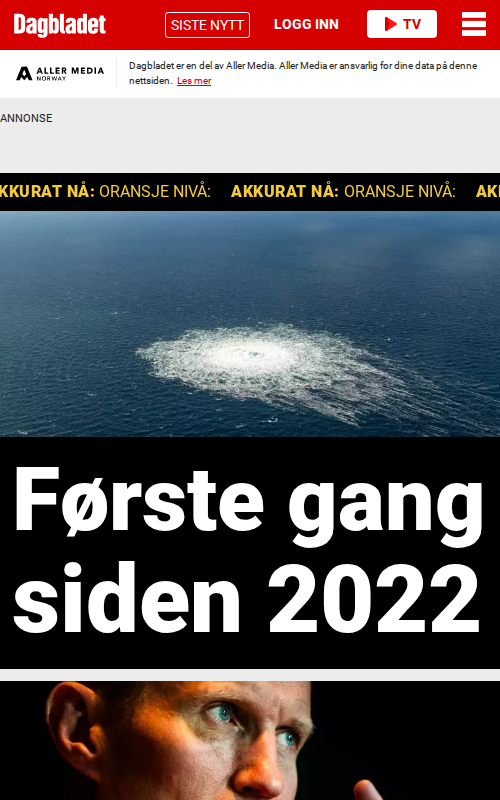 Dagbladet
SISTE NYTT
LOGG INN
TV
ALLER MEDIA
NORWAY
Dagbladet er en del av Aller Media. Aller Media er ansvarlig for dine data på denne
nettsiden. Les mer
ANNONSE
KKURAT NÅ: ORANSJE NIVÅ: AKKURAT NÅ: ORANSJE NIVÅ: AK
Første gang
siden 2022